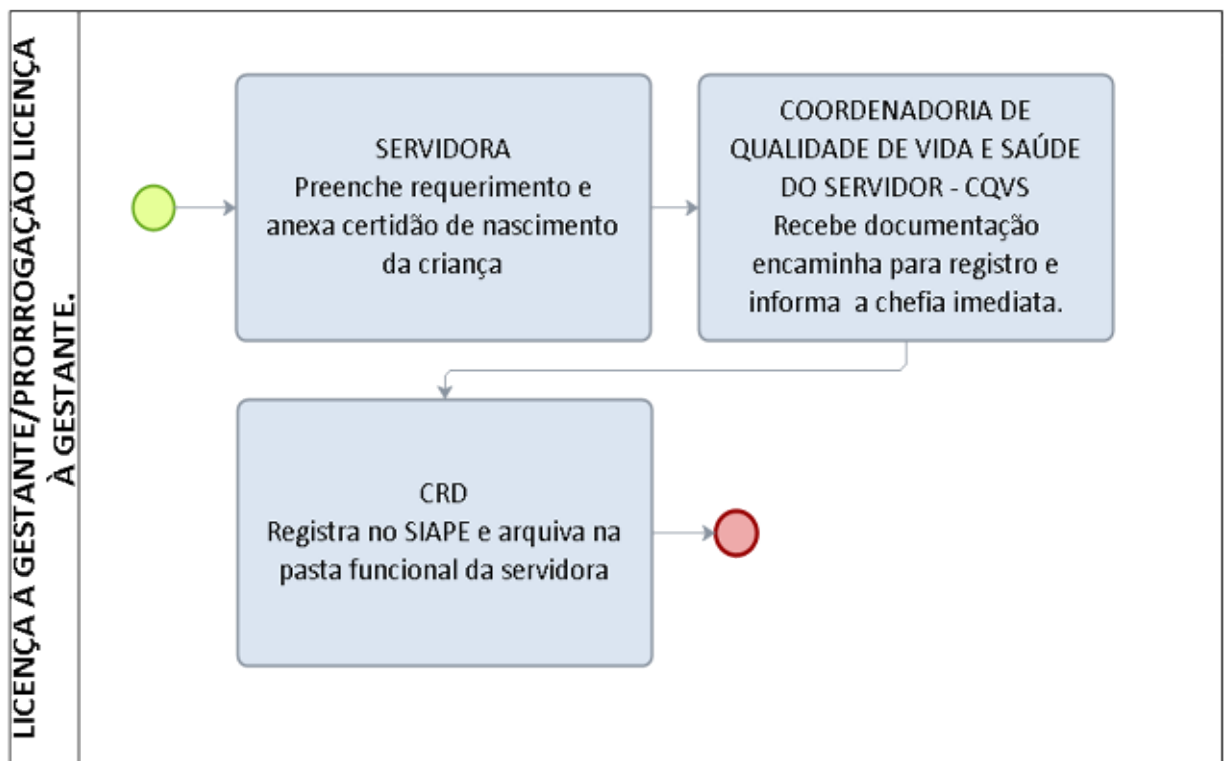 LICENÇA À GESTANTE/PRORROGAÇÃO LICENÇA
À GESTANTE.
SERVIDORA
Preenche requerimento e
anexa certidão de nascimento
da criança
COORDENADORIA DE
QUALIDADE DE VIDA E SAÚDE
DO SERVIDOR - CQVS
Recebe documentação
encaminha para registro e
informa  a chefia imediata.
CRD
Registra no SIAPE e arquiva na
pasta funcional da servidora